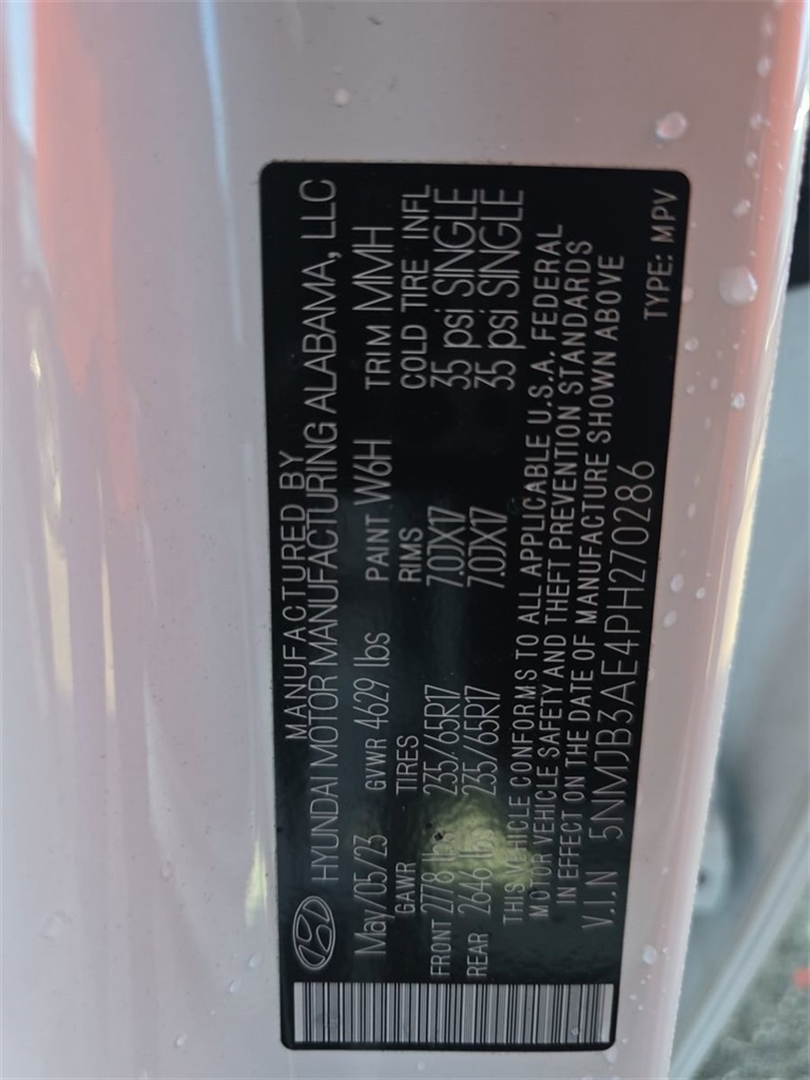 MANUFACTURED BY
HYUNDAI MOTOR MANUFACTURING ALABAMA, LLC
May/05/23 GVWR 4629 lbs PAINT W6H TRIM MMH
GAWR TIRES RIMS COLD TIRE INFL
FRONT 2778 lbs 235/65R17 7.0JX17 35 psi SINGLE
REAR 2646 lbs 235/65R17 7.0JX17 35 psi SINGLE
THIS VEHICLE CONFORMS TO ALL APPLICABLE U.S.A. FEDERAL
MOTOR VEHICLE SAFETY AND THEFT PREVENTION STANDARDS
IN EFFECT ON THE DATE OF MANUFACTURE SHOWN ABOVE
V.I.N 5NMJB3AE4PH270286 TYPE: MPV